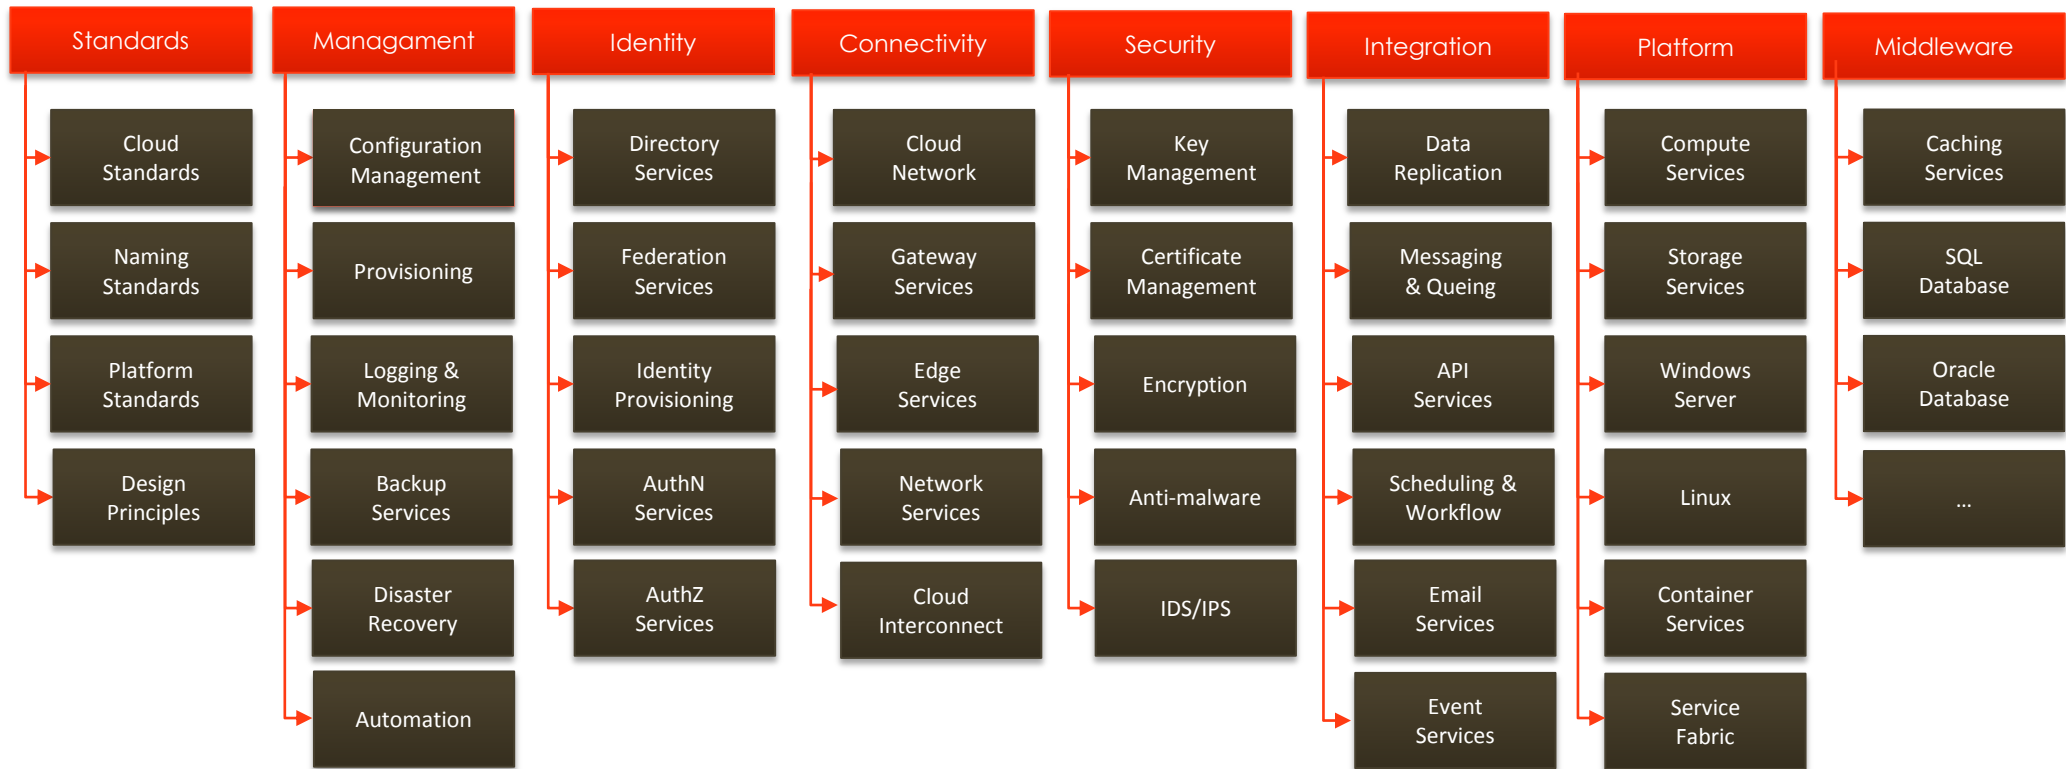 Standards
Cloud
Standards
Naming
Standards
Platform
Standards
Design
Principles
Managament
Configuration
Management
Provisioning
Logging &
Monitoring
Backup
Services
Disaster
Recovery
Automation
Identity
Directory
Services
Federation
Services
Identity
Provisioning
AuthN
Services
AuthZ
Services
Connectivity
Cloud
Network
Gateway
Services
Edge
Services
Network
Services
Cloud
Interconnect
Security
Key
Management
Certificate
Management
Encryption
Anti-malware
IDS/IPS
Integration
Data
Replication
Messaging
& Queing
API
Services
Scheduling &
Workflow
Email
Services
Event
Services
Platform
Compute
Services
Storage
Services
Windows
Server
Linux
Container
Services
Service
Fabric
Middleware
Caching
Services
SQL
Database
Oracle
Database
...